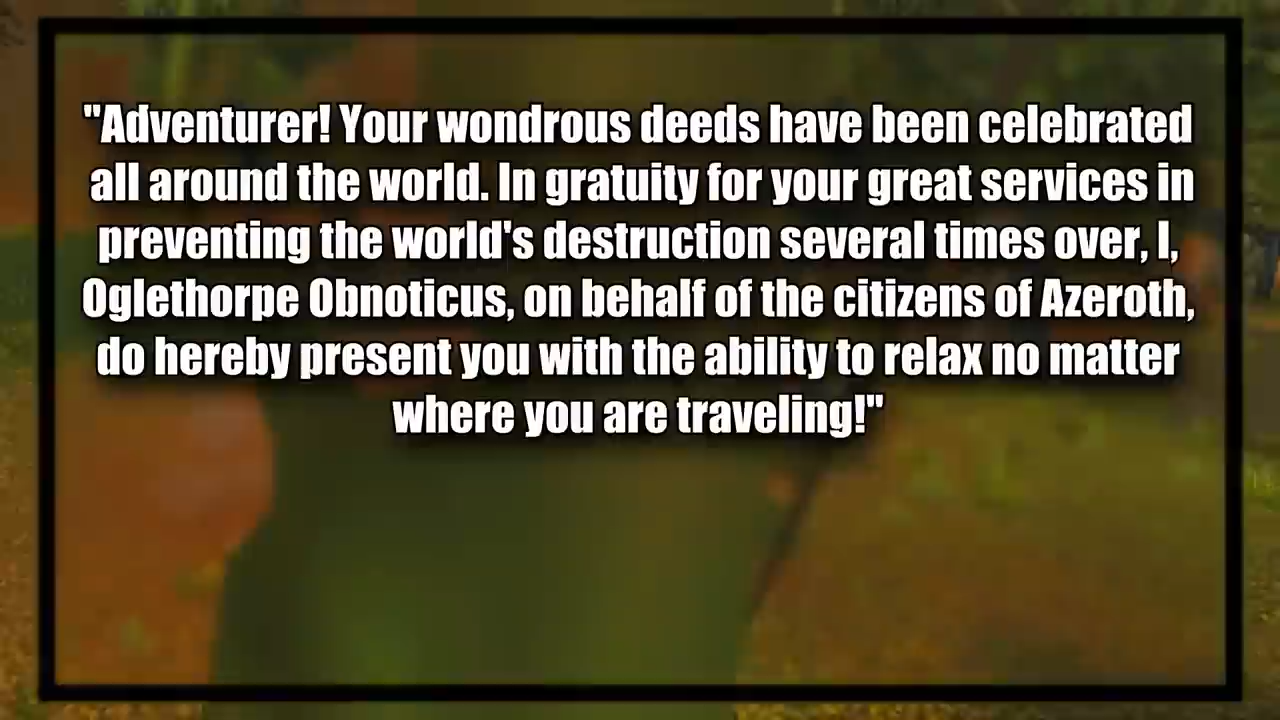 "Adventurer! Your wondrous deeds have been celebrated
all around the world. In gratuity for your great services in
preventing the world's destruction several times over, I,
Oglethorpe Obnoticus, on behalf of the citizens of Azeroth,
do hereby present you with the ability to relax no matter
where you are traveling!"